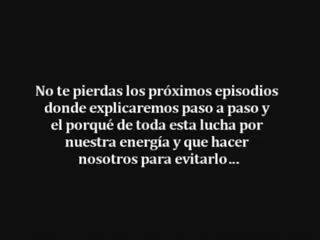 No te pierdas los próximos episodios
donde explicaremos paso a paso y
el porqué de toda esta lucha por
nuestra energía y que hacer
nosotros para evitarlo...